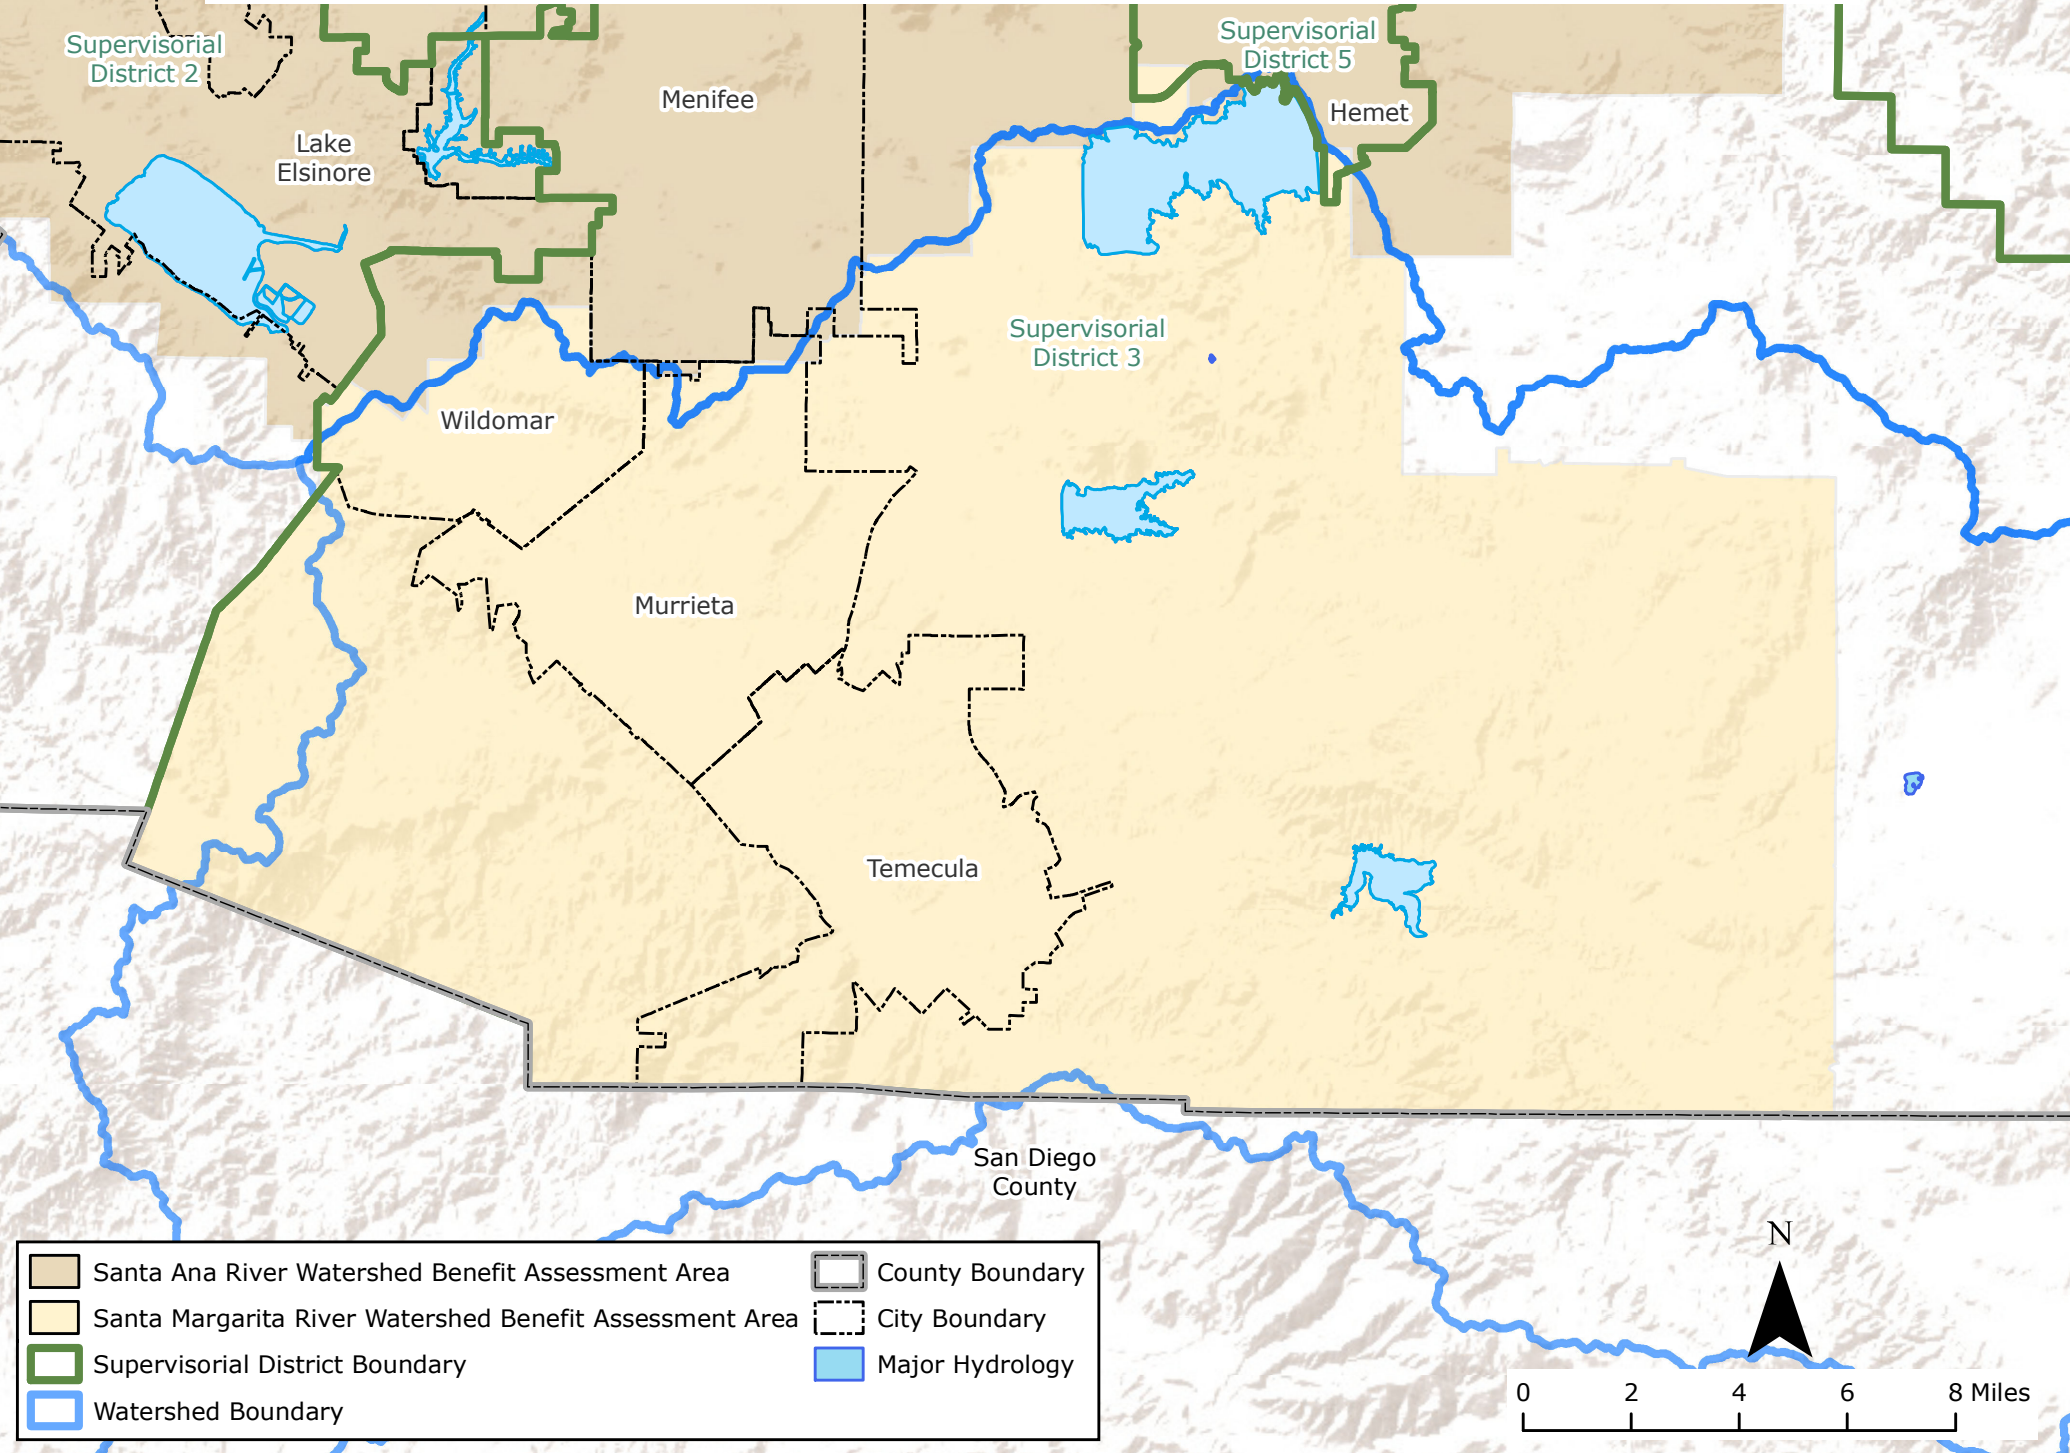 Supervisorial
District 2
Supervisorial
District 5
Menifee
Hemet
Lake
Elsinore
Supervisorial
District 3
Wildomar
Murrieta
Temecula
San Diego
County
N
Santa Ana River Watershed Benefit Assessment Area
Santa Margarita River Watershed Benefit Assessment Area
Supervisorial District Boundary
Watershed Boundary
County Boundary
City Boundary
Major Hydrology
0 2 4 6 8 Miles